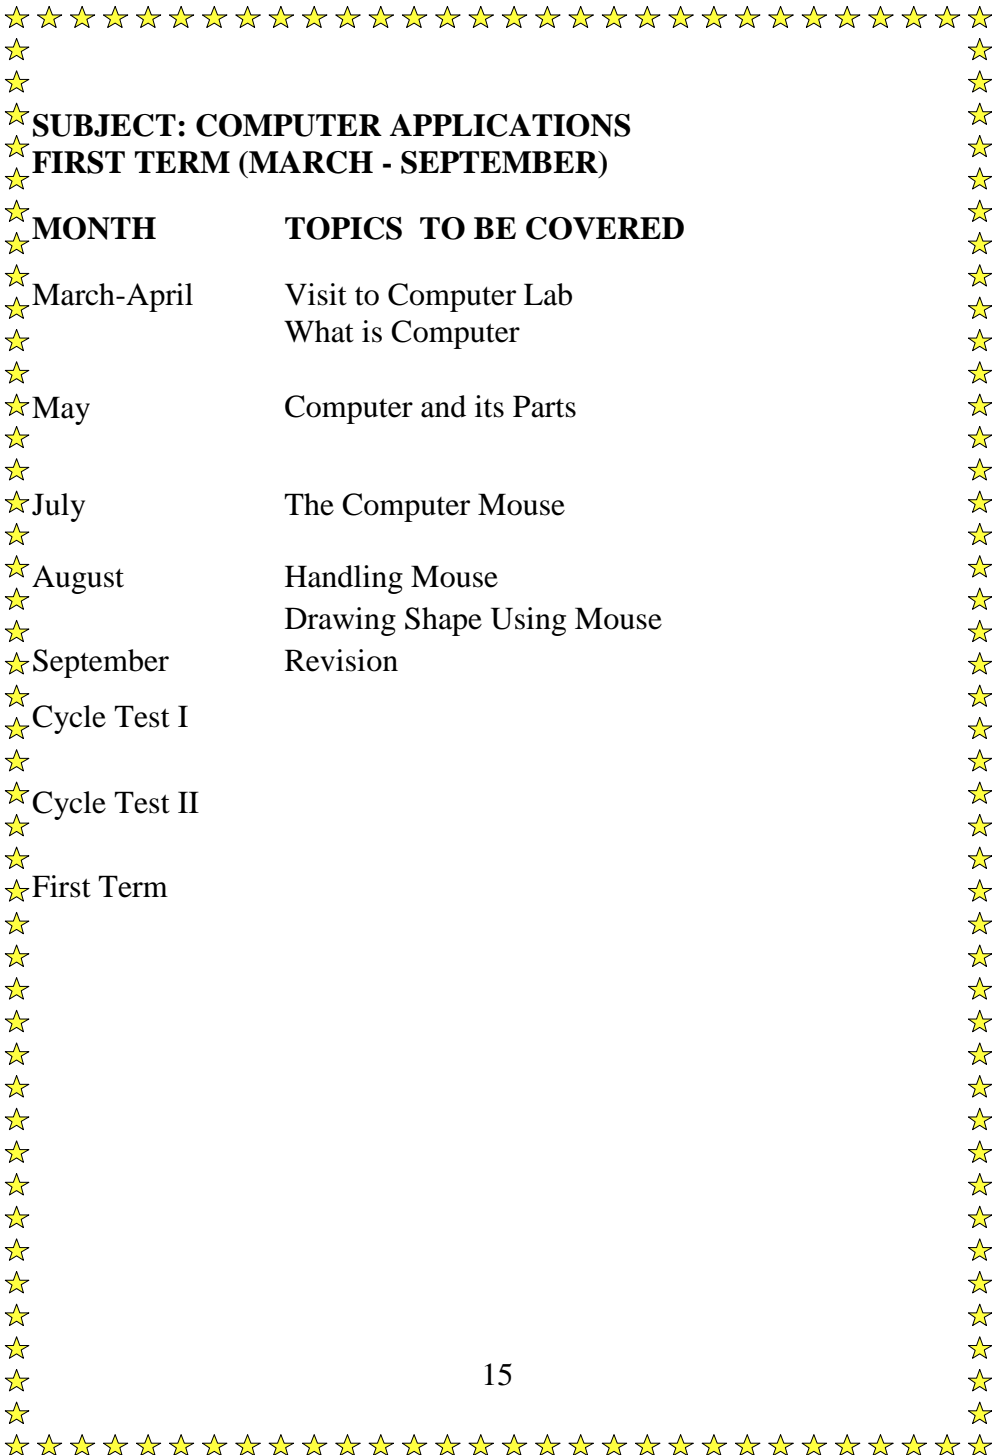 SUBJECT: COMPUTER APPLICATIONS
FIRST TERM (MARCH - SEPTEMBER)
MONTH TOPICS TO BE COVERED
March-April Visit to Computer Lab
What is Computer
May Computer and its Parts
July The Computer Mouse
August Handling Mouse
Drawing Shape Using Mouse
September Revision
Cycle Test I
Cycle Test II
First Term
15